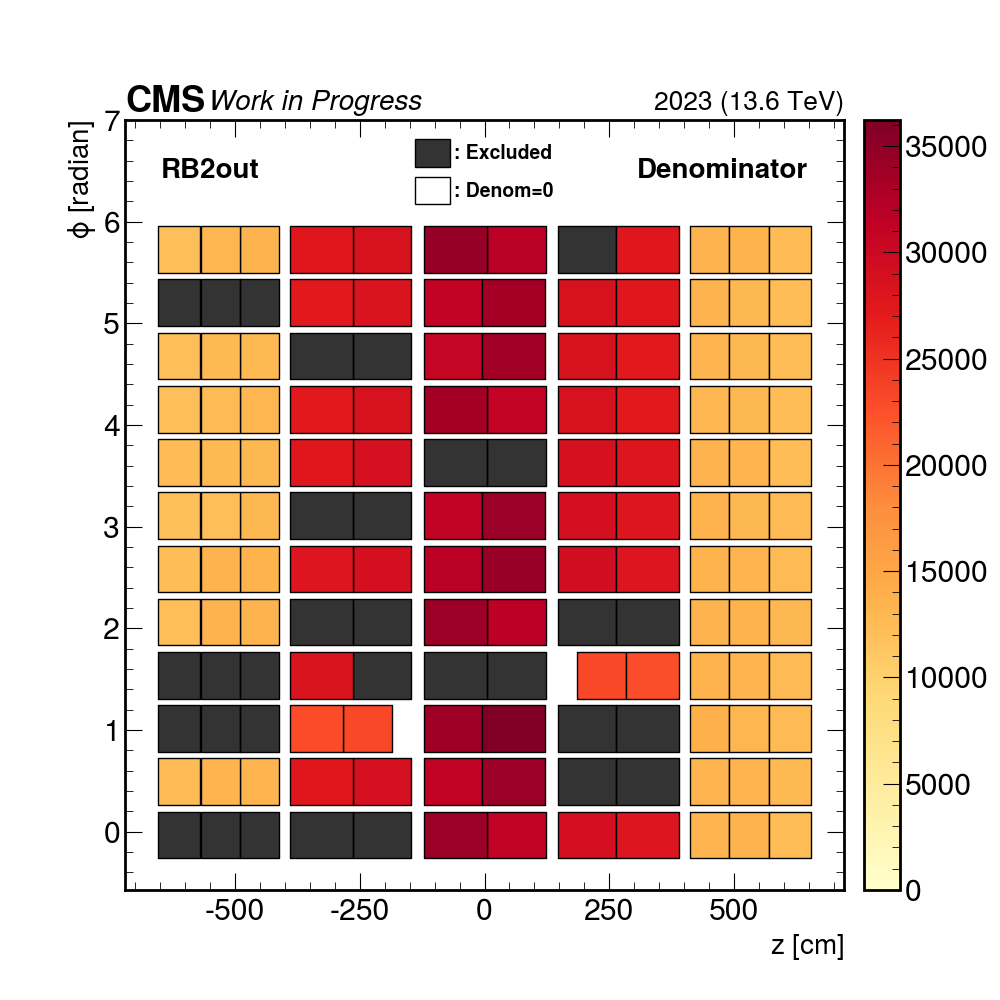 CMS Work in Progress 2023 (13.6 TeV)
RB2out
: Excluded
: Denom=0
Denominator
ϕ [radian]
7
6
5
4
3
2
1
0
-500 -250 0 250 500
z [cm]
35000
30000
25000
20000
15000
10000
5000
0